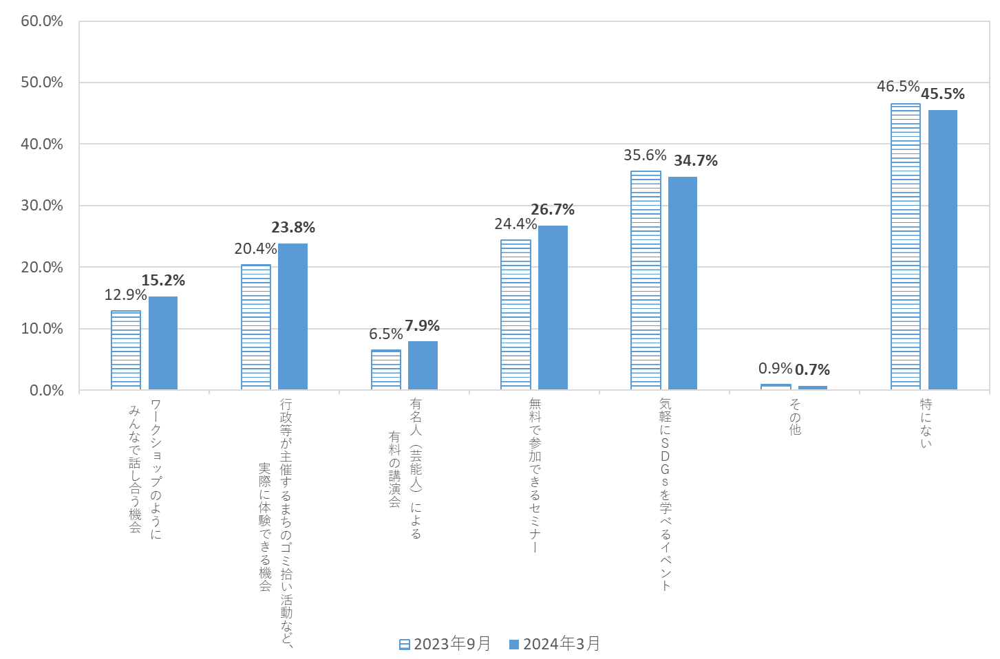 60.0%
50.0%
40.0%
30.0%
20.0%
10.0%
0.0%
12.9%
15.2%
20.4%
23.8%
6.5%
7.9%
24.4%
26.7%
35.6%
34.7%
0.9%
0.7%
46.5%
45.5%
ワークショップのように
みんなで話し合う機会
行政等が主催するまちのゴミ拾い活動など、
実際に体験できる機会
有名人（芸能人）による
有料の講演会
無料で参加できるセミナー
気軽にSDGsを学べるイベント
その他
特にない
2023年9月
2024年3月